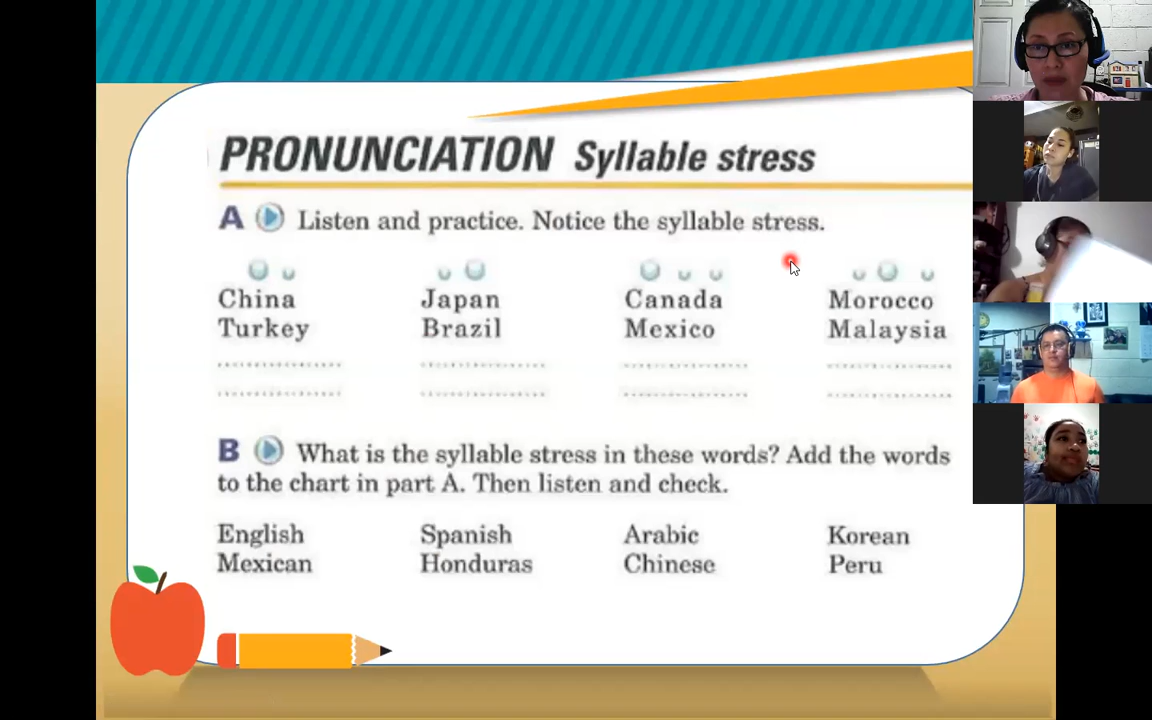 PRONUNCIATION Syllable stress
A Listen and practice. Notice the syllable stress.
China Japan Canada Morocco
Turkey Brazil Mexico Malaysia
B What is the syllable stress in these words? Add the words
to the chart in part A. Then listen and check.
English Spanish Arabic Korean
Mexican Honduras Chinese Peru